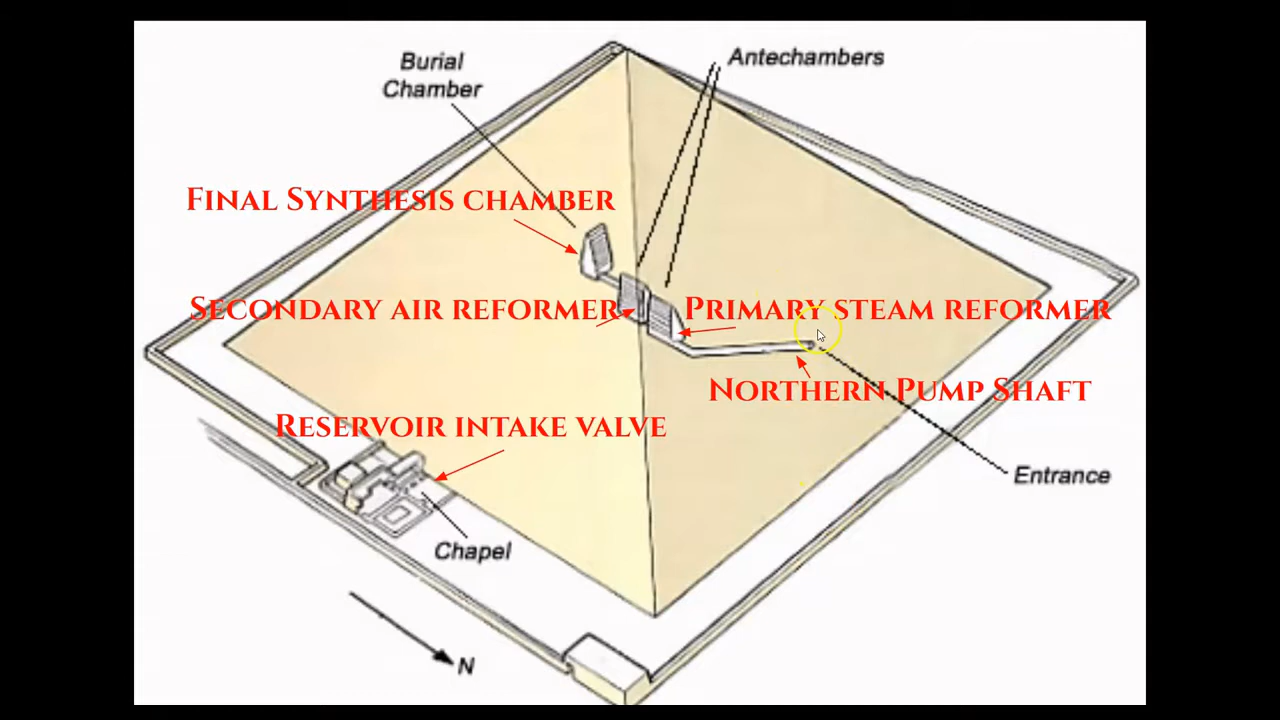 Burial
Chamber
Antechambers
Final Synthesis chamber
Secondary air reformer
Primary steam reformer
Northern Pump Shaft
Reservoir intake valve
Entrance
Chapel
N